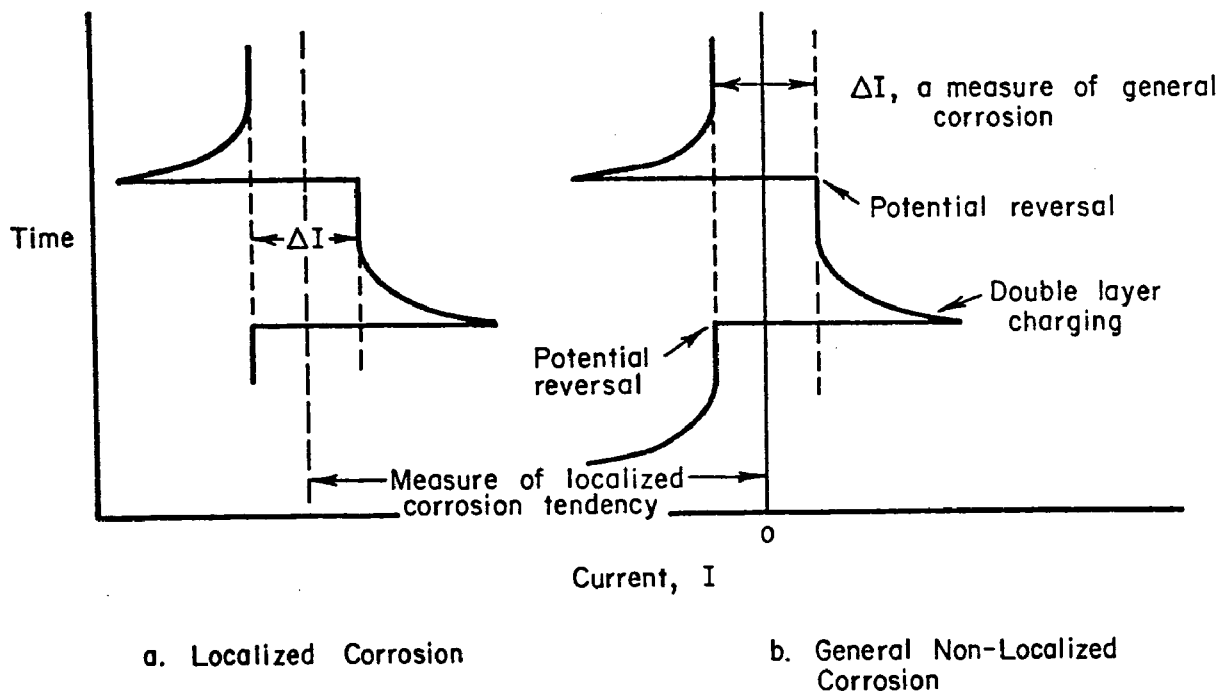 ΔI, a measure of general
corrosion
Potential reversal
Time
ΔI
Double layer
charging
Potential
reversal
Measure of localized
corrosion tendency
0
Current, I
a. Localized Corrosion
b. General Non-Localized
Corrosion